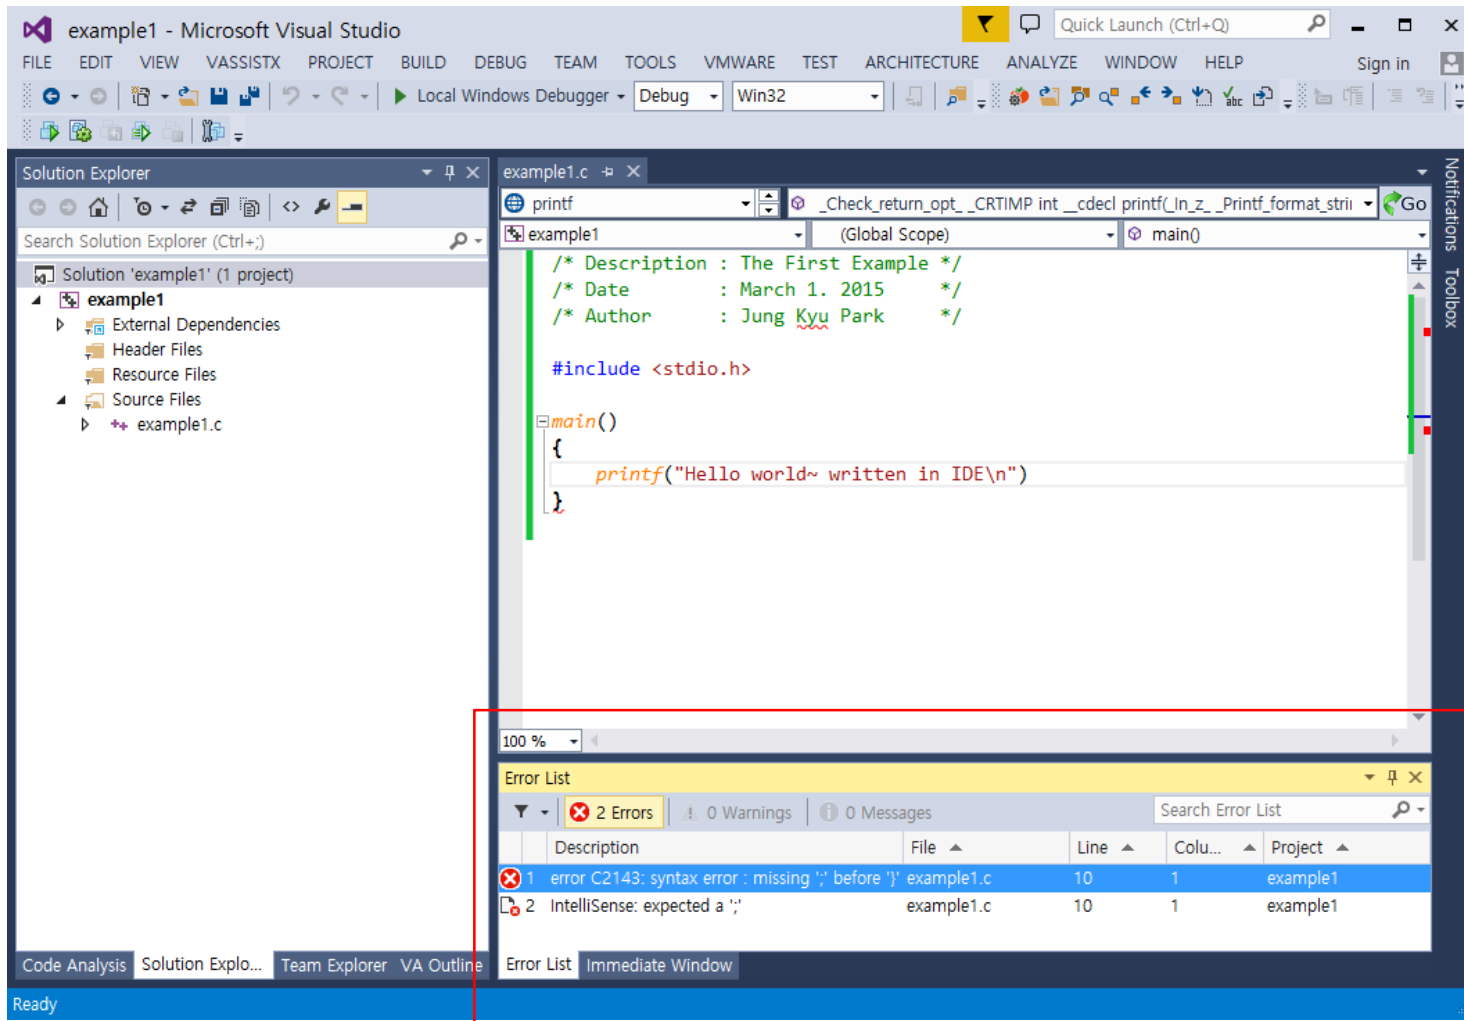 example1 - Microsoft Visual Studio
Quick Launch (Ctrl+Q)
FILE EDIT VIEW VASSISTX PROJECT BUILD DEBUG TEAM TOOLS VMWARE TEST ARCHITECTURE ANALYZE WINDOW HELP Sign in
Local Windows Debugger Debug Win32
Solution Explorer
Search Solution Explorer (Ctrl+;)
Solution 'example1' (1 project)
example1
External Dependencies
Header Files
Resource Files
Source Files
example1.c
Code Analysis Solution Explo... Team Explorer VA Outline
example1.c
printf _Check_return_opt_ _CRTIMP int __cdecl printf(_In_z_ _Printf_format_stri Go
example1 (Global Scope) main()
/* Description : The First Example */
/* Date : March 1. 2015 */
/* Author : Jung Kyu Park */
#include <stdio.h>
main()
{
printf("Hello world~ written in IDE\n")
}
100 %
Error List
2 Errors 0 Warnings 0 Messages Search Error List
Description File Line Colu... Project
1 error C2143: syntax error : missing ';' before '}' example1.c 10 1 example1
2 IntelliSense: expected a ';' example1.c 10 1 example1
Error List Immediate Window
Notifications
Toolbox
Ready